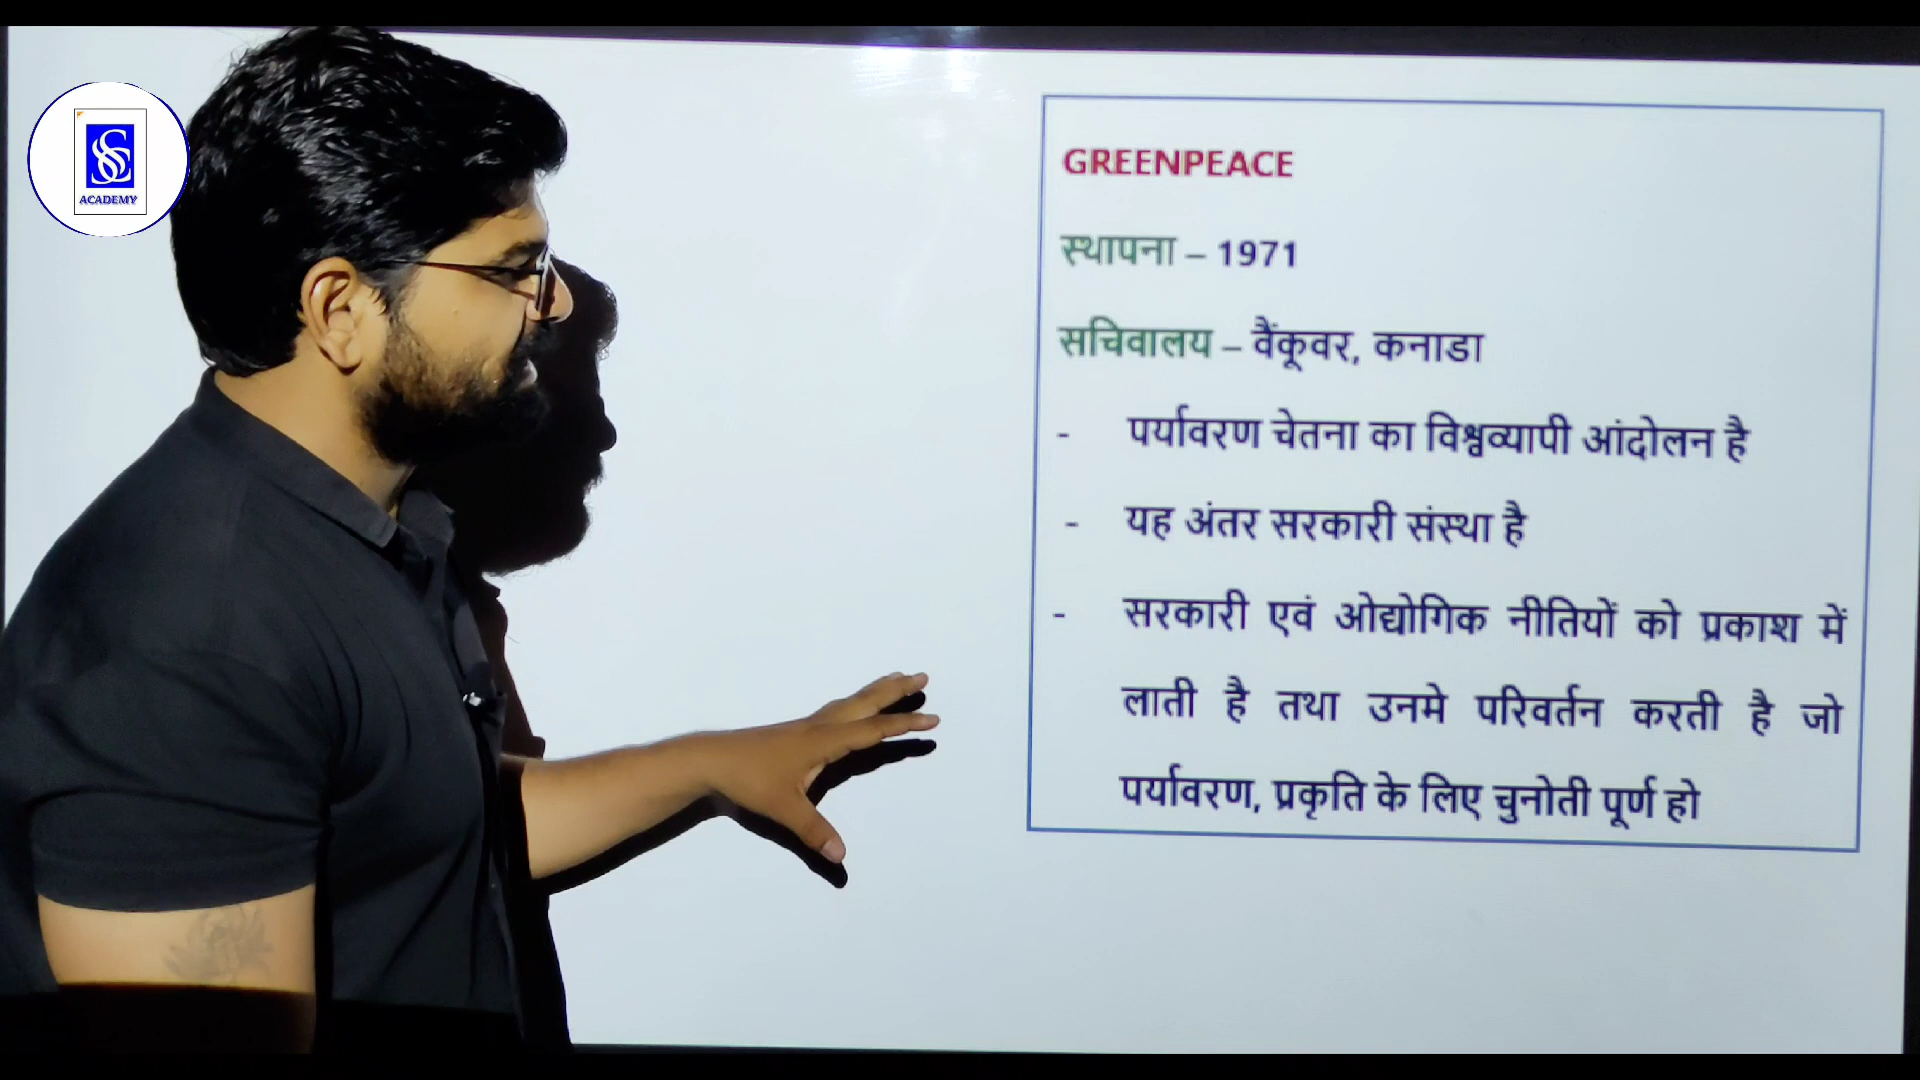 SS
ACADEMY
GREENPEACE
स्थापना – 1971
सचिवालय – वैंकूवर, कनाडा
- पर्यावरण चेतना का विश्वव्यापी आंदोलन है
- यह अंतर सरकारी संस्था है
- सरकारी एवं ओद्योगिक नीतियों को प्रकाश में
लाती है तथा उनमे परिवर्तन करती है जो
पर्यावरण, प्रकृति के लिए चुनोती पूर्ण हो